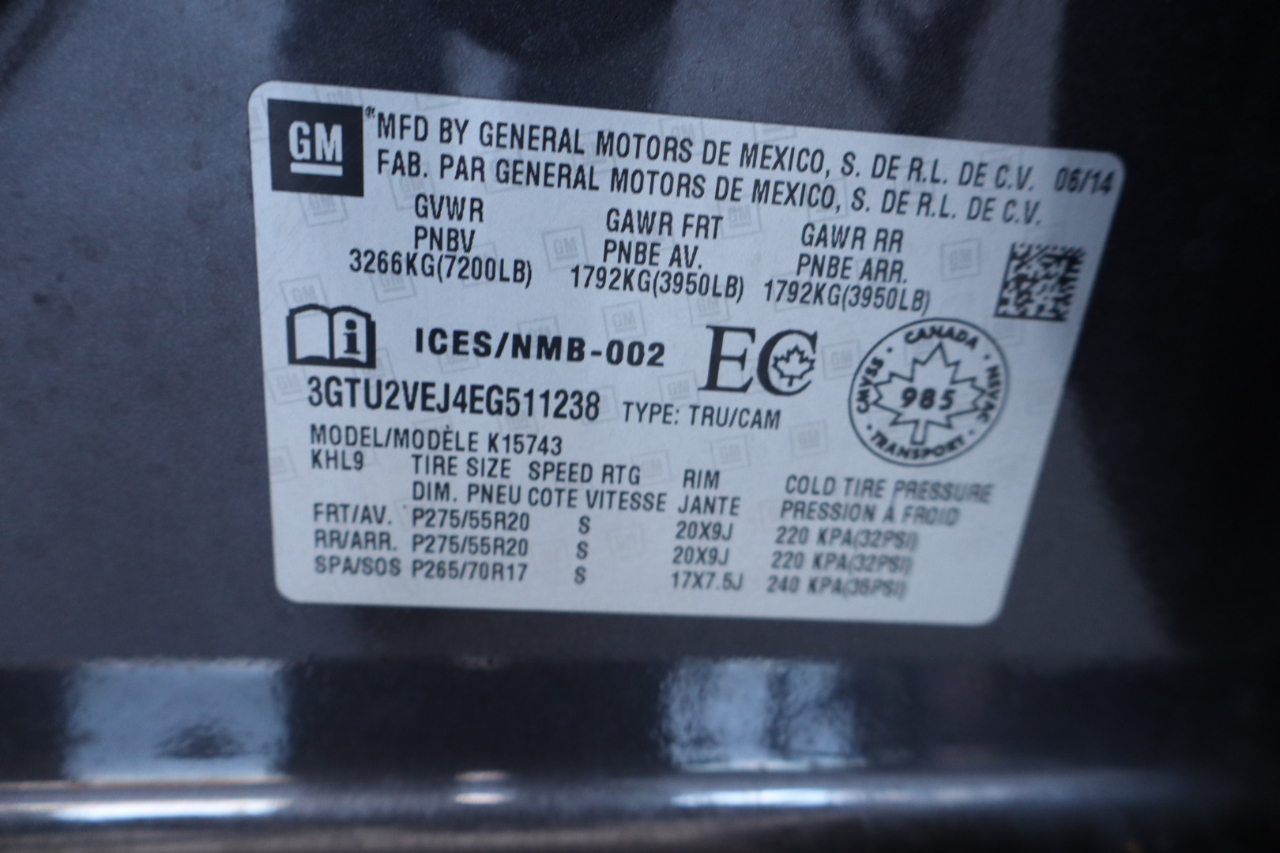 GM
MFD BY GENERAL MOTORS DE MEXICO, S. DE R.L. DE C.V. 06/14
FAB. PAR GENERAL MOTORS DE MEXICO, S. DE R.L. DE C.V.
GVWR GAWR FRT GAWR RR
PNBV PNBE AV. PNBE ARR.
3266KG(7200LB) 1792KG(3950LB) 1792KG(3950LB)
ICES/NMB-002 EC
CANADA
CMVSS 985 NSVAC
TRANSPORT
3GTU2VEJ4EG511238 TYPE: TRU/CAM
MODEL/MODÈLE K15743
KHL9 TIRE SIZE SPEED RTG RIM COLD TIRE PRESSURE
DIM. PNEU COTE VITESSE JANTE PRESSION A FROID
FRT/AV. P275/55R20 S 20X9J 220 KPA(32PSI)
RR/ARR. P275/55R20 S 20X9J 220 KPA(32PSI)
SPA/SOS P265/70R17 S 17X7.5J 240 KPA(35PSI)